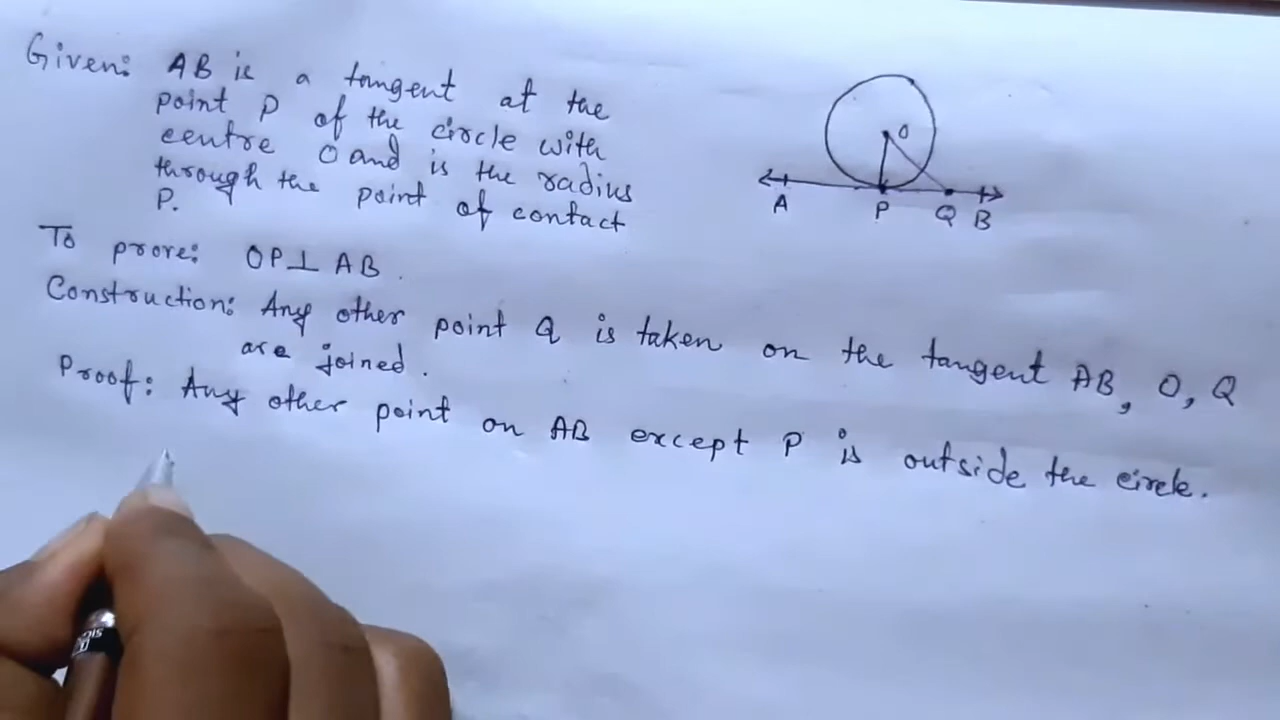 Given: AB is a tangent at the
point P of the circle with
centre O and is the radius
through the point of contact
P.
To prove: OP⊥AB.
Construction: Any other point Q is taken on the tangent AB, O, Q
are joined.
Proof: Any other point on AB except P is outside the circle.
O
A P Q B